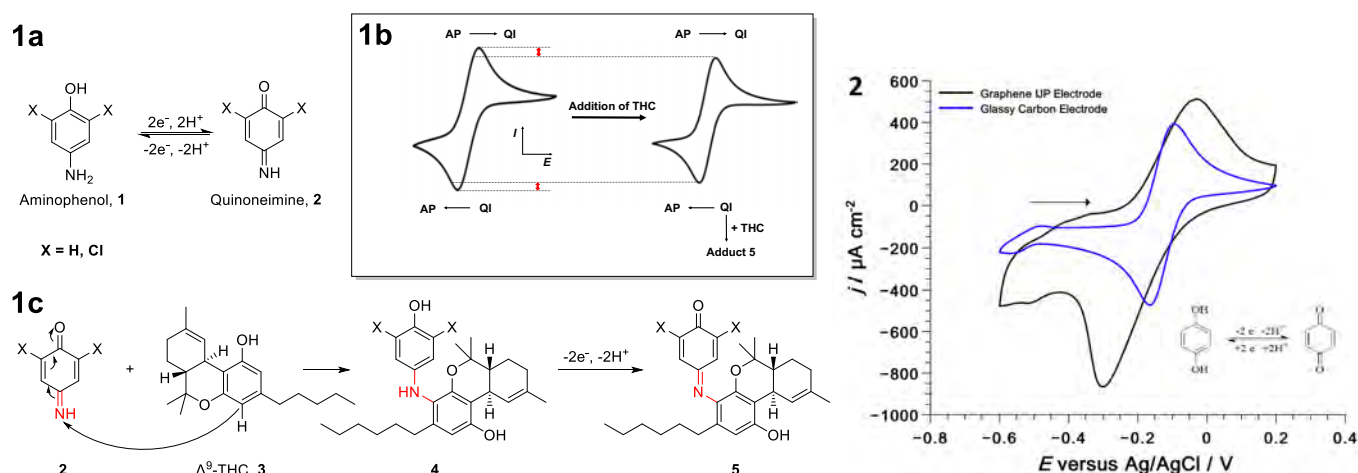 1a
OH
X
X
NH₂
Aminophenol, 1
2e⁻, 2H⁺
-2e⁻, -2H⁺
O
X
X
NH
Quinoneimine, 2
X = H, Cl
1b
AP → QI
AP → QI
Addition of THC
I
E
AP ← QI
AP ← QI
+ THC
Adduct 5
1c
O
X
X
NH
2
+
H
OH
H
O
H
Δ⁹-THC, 3
OH
X
X
HN
O
H
H
OH
4
-2e⁻, -2H⁺
O
X
X
N
O
H
H
OH
5
2
Graphene IJP Electrode
Glassy Carbon Electrode
600
400
200
0
−200
−400
−600
−800
−1000
j / µA cm⁻²
−0.8
−0.6
−0.4
−0.2
0
0.2
0.4
E versus Ag/AgCl / V
OH
OH
-2 e⁻ -2H⁺
+2 e⁻ +2H⁺
O
O